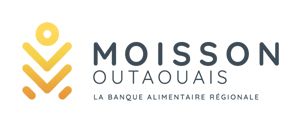 MOISSON
OUTAOUAIS
LA BANQUE ALIMENTAIRE RÉGIONALE